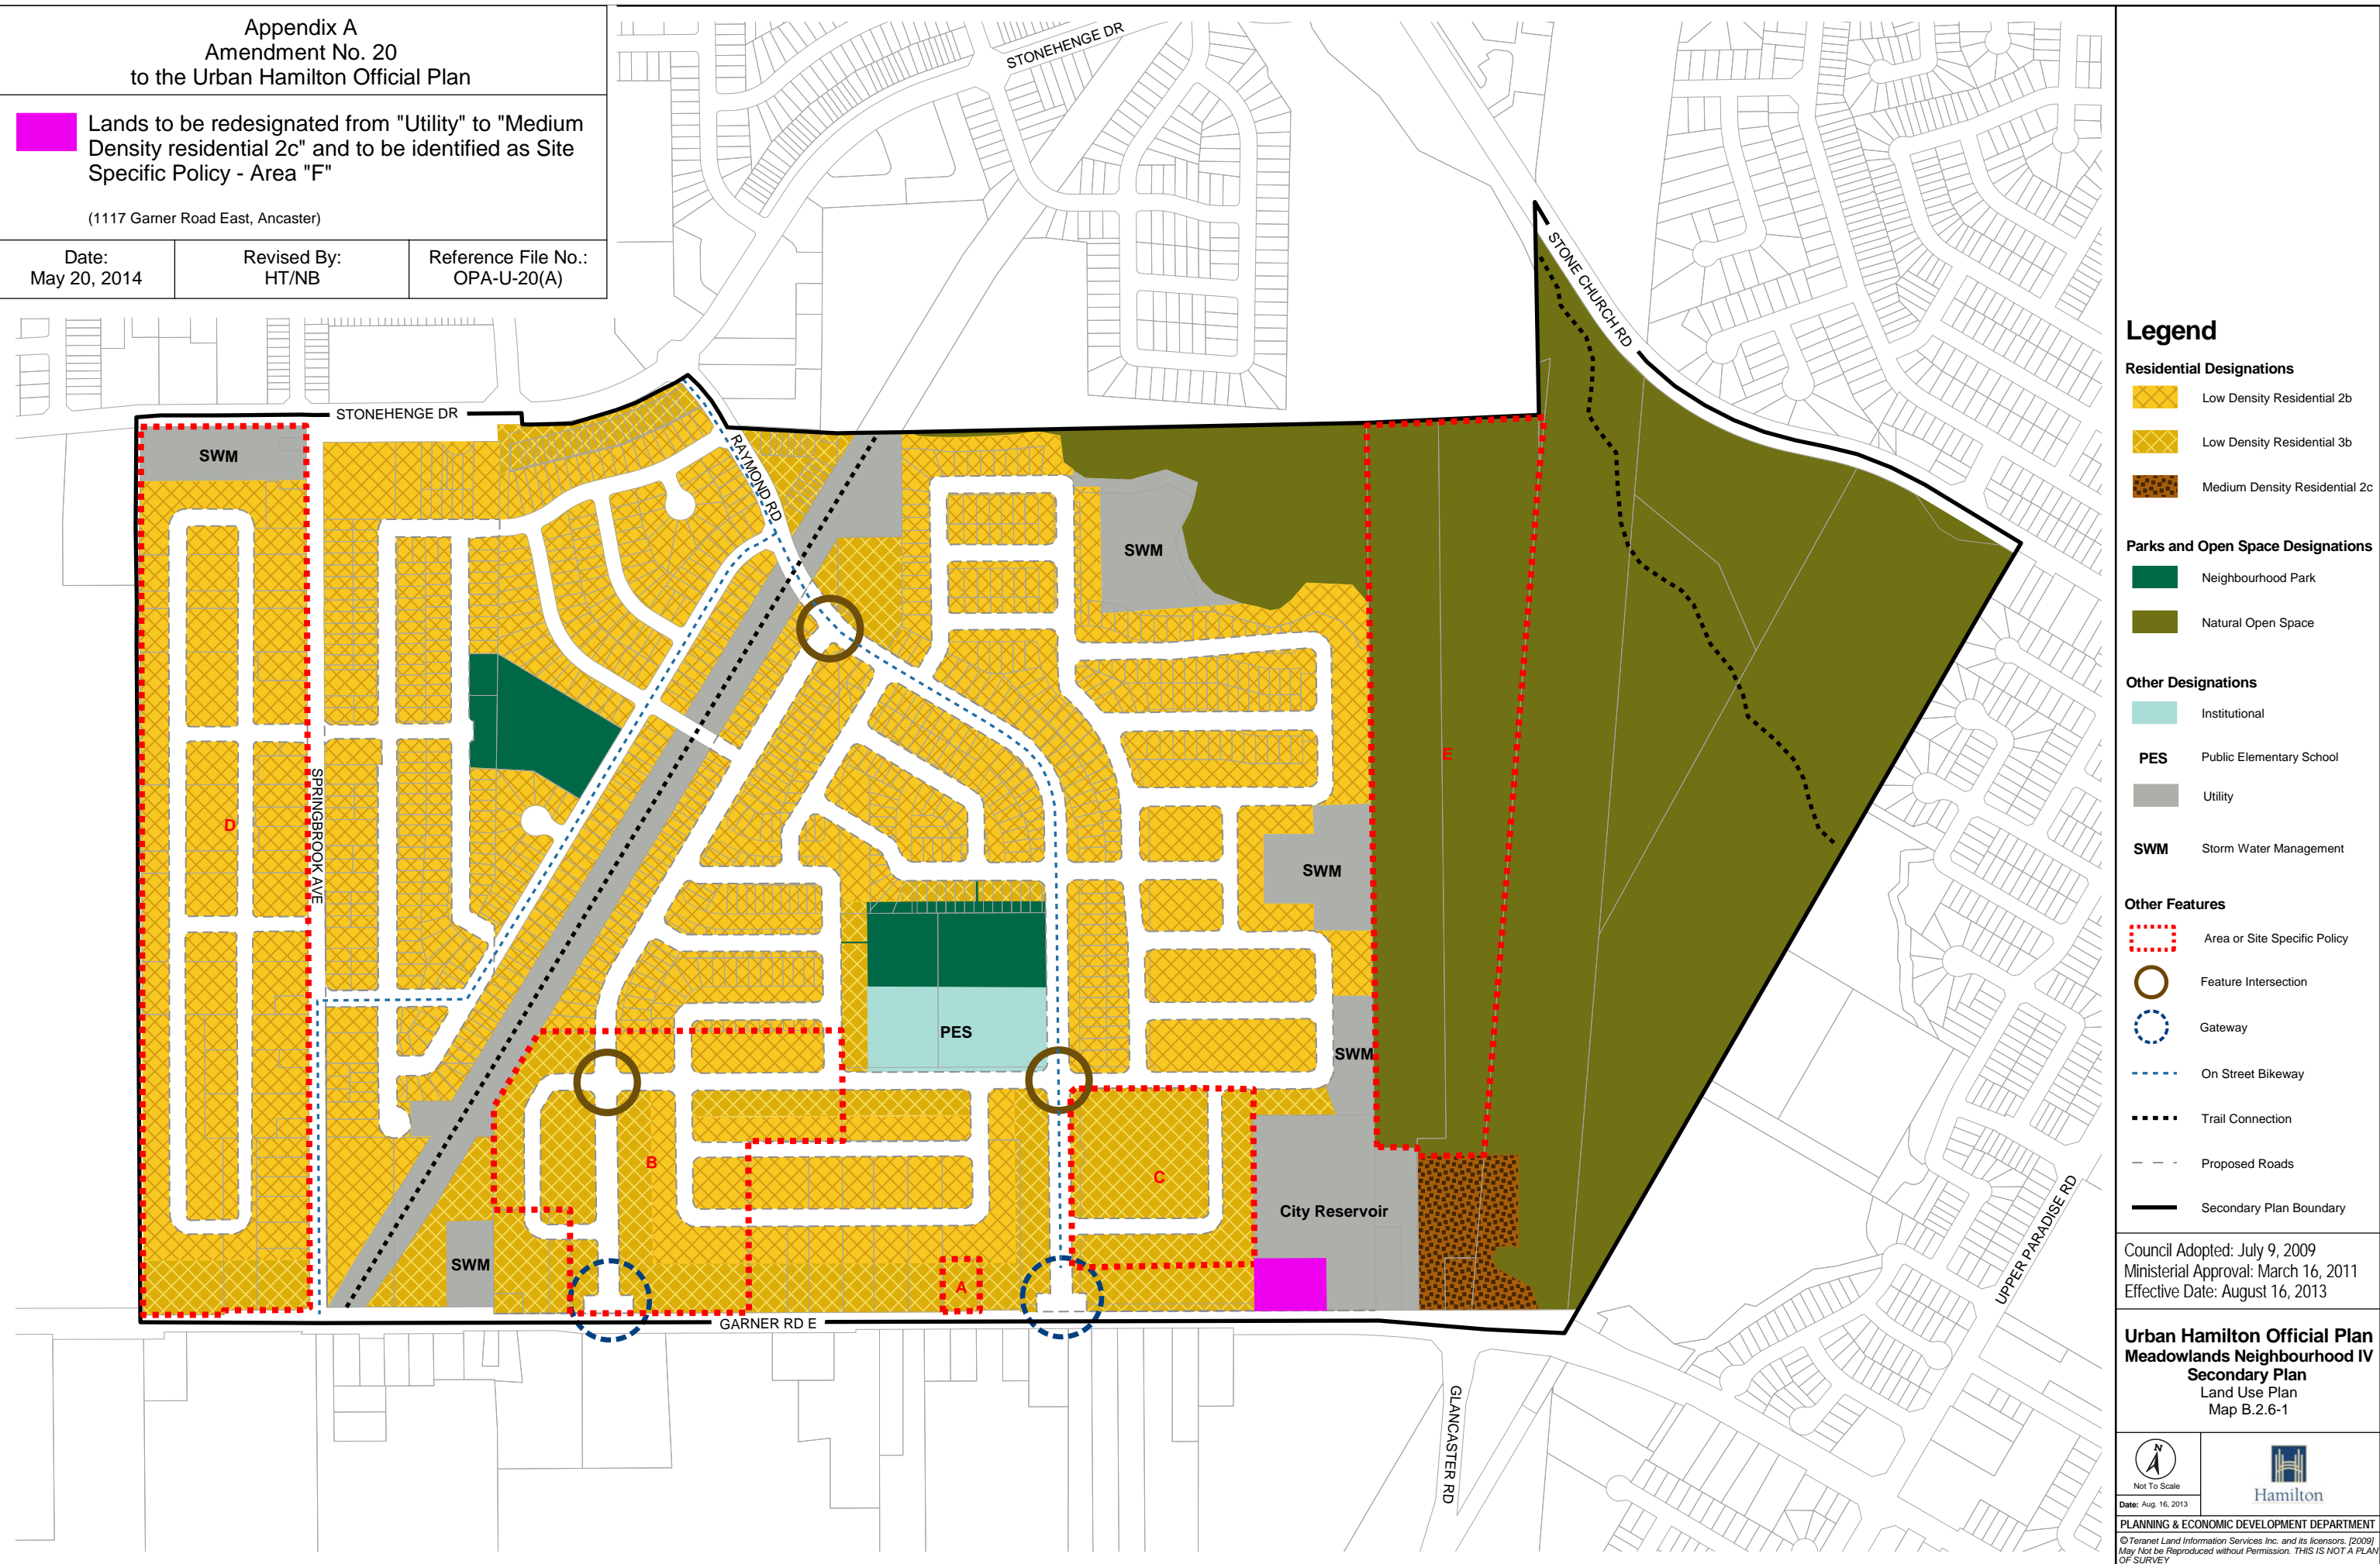 Appendix A
Amendment No. 20
to the Urban Hamilton Official Plan
Lands to be redesignated from "Utility" to "Medium
Density residential 2c" and to be identified as Site
Specific Policy - Area "F"
(1117 Garner Road East, Ancaster)
Date:
May 20, 2014
Revised By:
HT/NB
Reference File No.:
OPA-U-20(A)
STONEHENGE DR
STONE CHURCH RD
STONEHENGE DR
RAYMOND RD
SWM
SWM
E
SPRINGBROOK AVE
D
SWM
PES
SWM
B
C
City Reservoir
SWM
A
GARNER RD E
UPPER PARADISE RD
GLANCASTER RD
Legend
Residential Designations
Low Density Residential 2b
Low Density Residential 3b
Medium Density Residential 2c
Parks and Open Space Designations
Neighbourhood Park
Natural Open Space
Other Designations
Institutional
PES Public Elementary School
Utility
SWM Storm Water Management
Other Features
Area or Site Specific Policy
Feature Intersection
Gateway
On Street Bikeway
Trail Connection
Proposed Roads
Secondary Plan Boundary
Council Adopted: July 9, 2009
Ministerial Approval: March 16, 2011
Effective Date: August 16, 2013
Urban Hamilton Official Plan
Meadowlands Neighbourhood IV
Secondary Plan
Land Use Plan
Map B.2.6-1
N
Not To Scale
Date: Aug. 16, 2013
Hamilton
PLANNING & ECONOMIC DEVELOPMENT DEPARTMENT
© Teranet Land Information Services Inc. and its licensors. [2009]
May Not be Reproduced without Permission. THIS IS NOT A PLAN
OF SURVEY